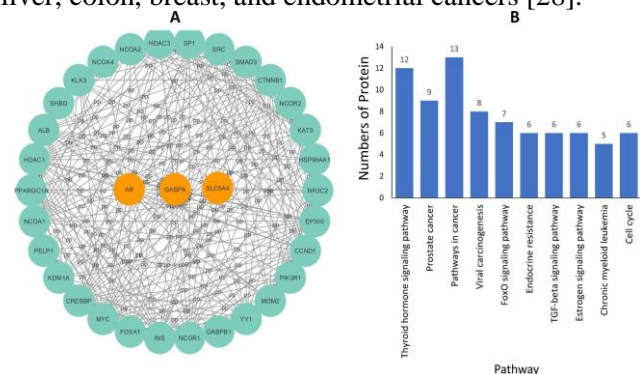 liver, colon, breast, and endometrial cancers [28].
A
HDAC3
SP1
NCOA2
SRC
NCOA4
SMAD3
KLK3
CTNNB1
SHBG
NCOR2
ALB
KAT5
HDAC1
HSP90AA1
PPARGC1A
NR3C2
AR
GABPA
SLC5A4
NCOA1
EP300
PELP1
CCND1
KDM1A
PIK3R1
CREBBP
MDM2
MYC
YY1
FOXA1
GABPB1
INS
NCOR1
pp
B
Numbers of Protein
14
12
10
8
6
4
2
0
12
9
13
8
7
6
6
6
5
6
Thyroid hormone signaling pathway
Prostate cancer
Pathways in cancer
Viral carcinogenesis
FoxO signaling pathway
Endocrine resistance
TGF-beta signaling pathway
Estrogen signaling pathway
Chronic myeloid leukemia
Cell cycle
Pathway